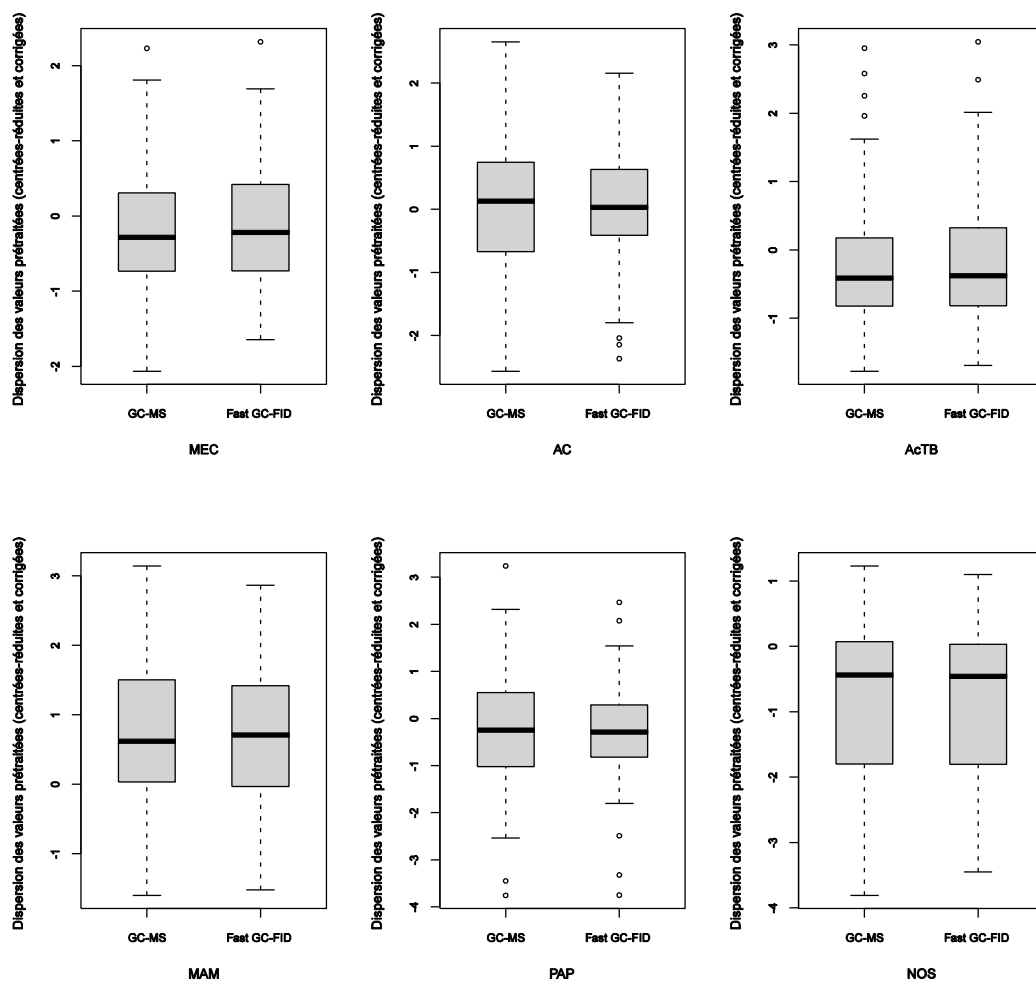 Dispersion des valeurs prétraitées (centrées-réduites et corrigées)
2
1
0
-1
-2
GC-MS
Fast GC-FID
MEC
Dispersion des valeurs prétraitées (centrées-réduites et corrigées)
2
1
0
-1
-2
GC-MS
Fast GC-FID
AC
Dispersion des valeurs prétraitées (centrées-réduites et corrigées)
3
2
1
0
-1
GC-MS
Fast GC-FID
AcTB
Dispersion des valeurs prétraitées (centrées-réduites et corrigées)
3
2
1
0
-1
GC-MS
Fast GC-FID
MAM
Dispersion des valeurs prétraitées (centrées-réduites et corrigées)
3
2
1
0
-1
-2
-3
-4
GC-MS
Fast GC-FID
PAP
Dispersion des valeurs prétraitées (centrées-réduites et corrigées)
1
0
-1
-2
-3
-4
GC-MS
Fast GC-FID
NOS